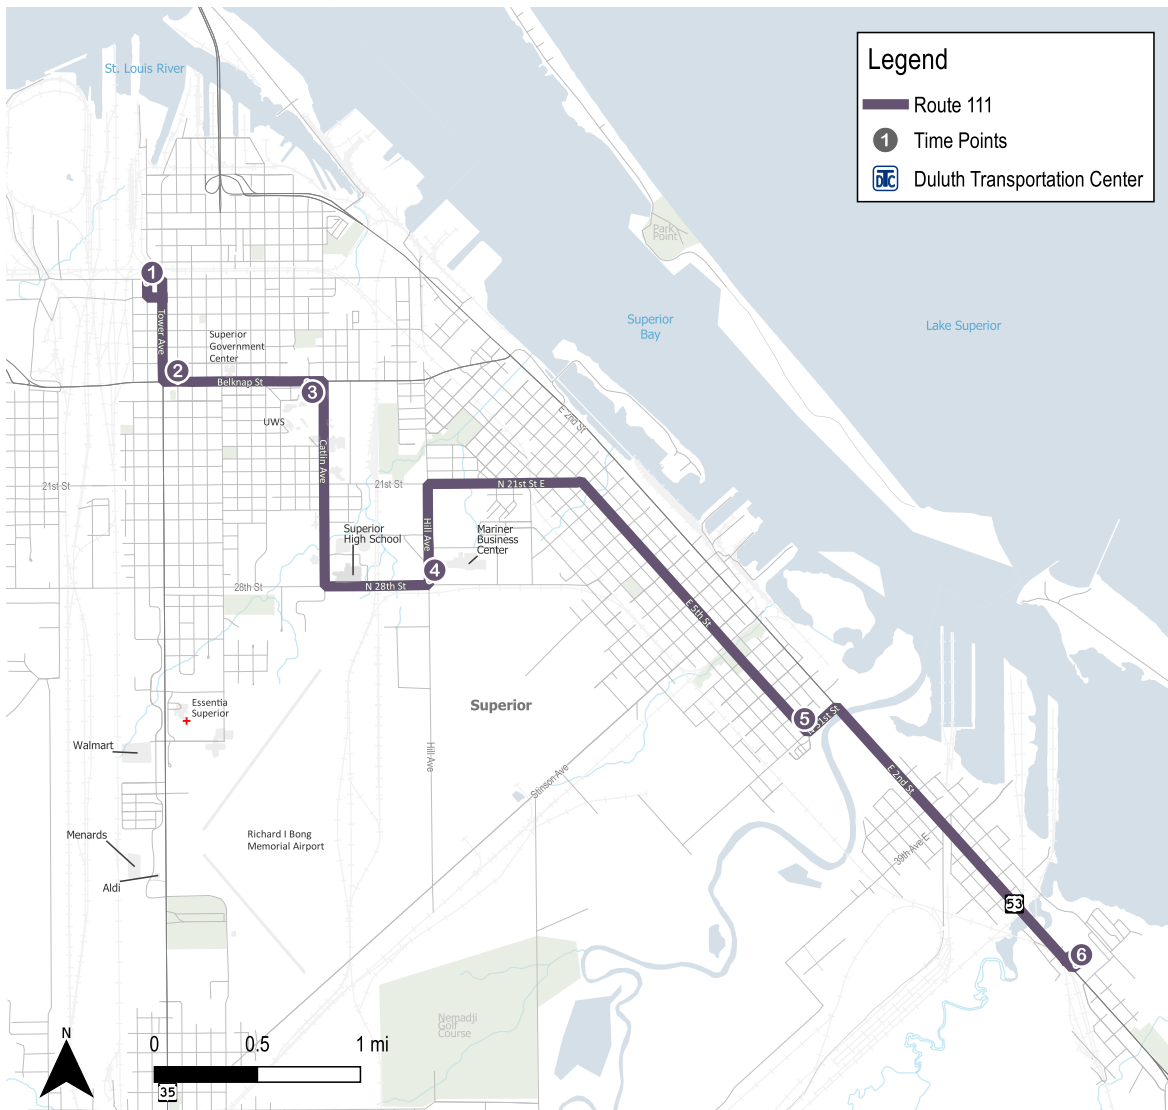 St. Louis River
Legend
Route 111
1
Time Points
DTC
Duluth Transportation Center
Park
Point
1
Tower Ave
Superior
Government
Center
Superior
Bay
Lake Superior
2
Belknap St
3
UWS
E 2nd St
Catlin Ave
21st St
21st St
N 21st St E
Superior
High School
Hill Ave
Mariner
Business
Center
4
28th St
N 28th St
E 5th St
Essentia
Superior
Superior
5
N 31st St
Walmart
Hill Ave
Stinson Ave
E 2nd St
Menards
Richard I Bong
Memorial Airport
39th Ave E
Aldi
53
6
Nemadji
Golf
Course
N
0 0.5 1 mi
35